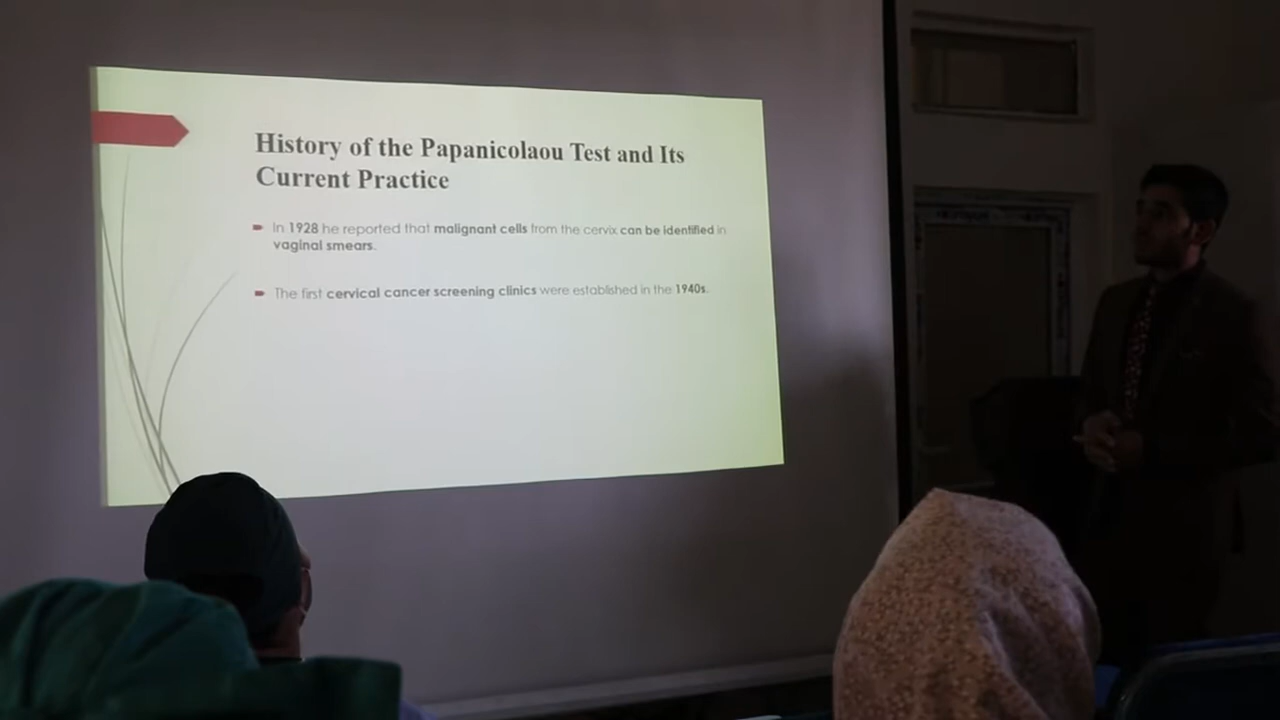 History of the Papanicolaou Test and Its
Current Practice
In 1928 he reported that malignant cells from the cervix can be identified in
vaginal smears.
The first cervical cancer screening clinics were established in the 1940s.